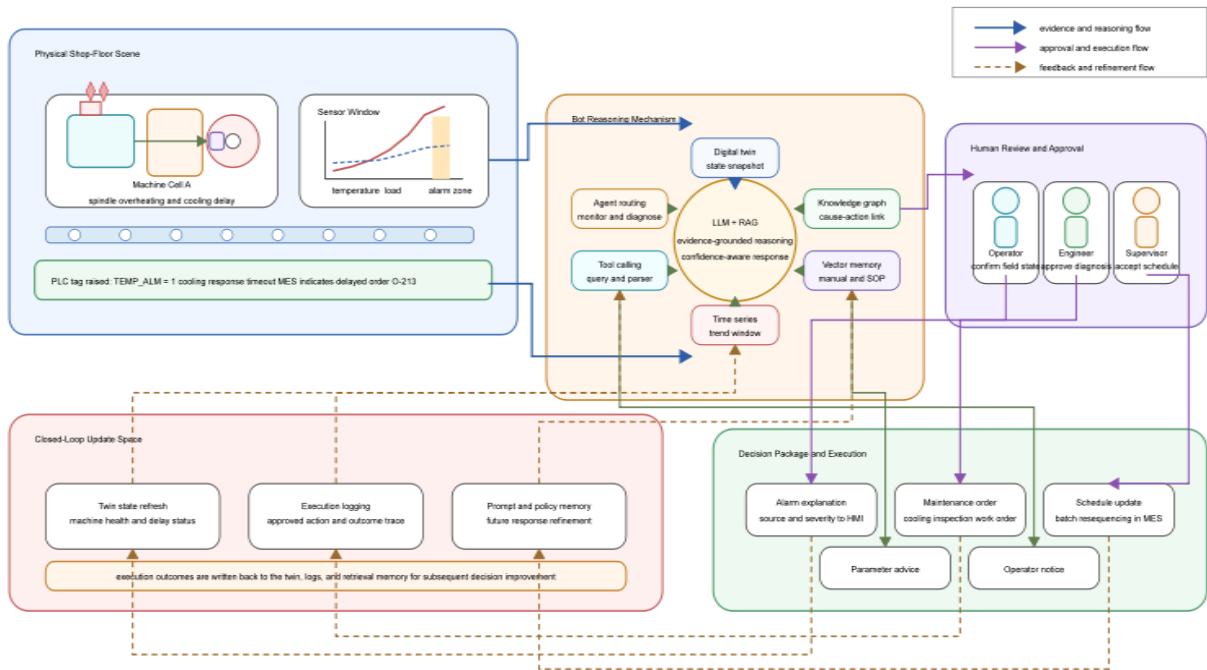 evidence and reasoning flow
approval and execution flow
feedback and refinement flow
Physical Shop-Floor Scene
Machine Cell A
spindle overheating and cooling delay
Sensor Window
temperature load
alarm zone
PLC tag raised: TEMP_ALM = 1 cooling response timeout MES indicates delayed order O-213
Bot Reasoning Mechanism
Digital twin
state snapshot
Agent routing
monitor and diagnose
Knowledge graph
cause-action link
LLM + RAG
evidence-grounded reasoning
confidence-aware response
Tool calling
query and parser
Vector memory
manual and SOP
Time series
trend window
Human Review and Approval
Operator
confirm field state
Engineer
approve diagnosis
Supervisor
accept schedule
Closed-Loop Update Space
Twin state refresh
machine health and delay status
Execution logging
approved action and outcome trace
Prompt and policy memory
future response refinement
execution outcomes are written back to the twin, logs, and retrieval memory for subsequent decision improvement
Decision Package and Execution
Alarm explanation
source and severity to HMI
Maintenance order
cooling inspection work order
Schedule update
batch resequencing in MES
Parameter advice
Operator notice